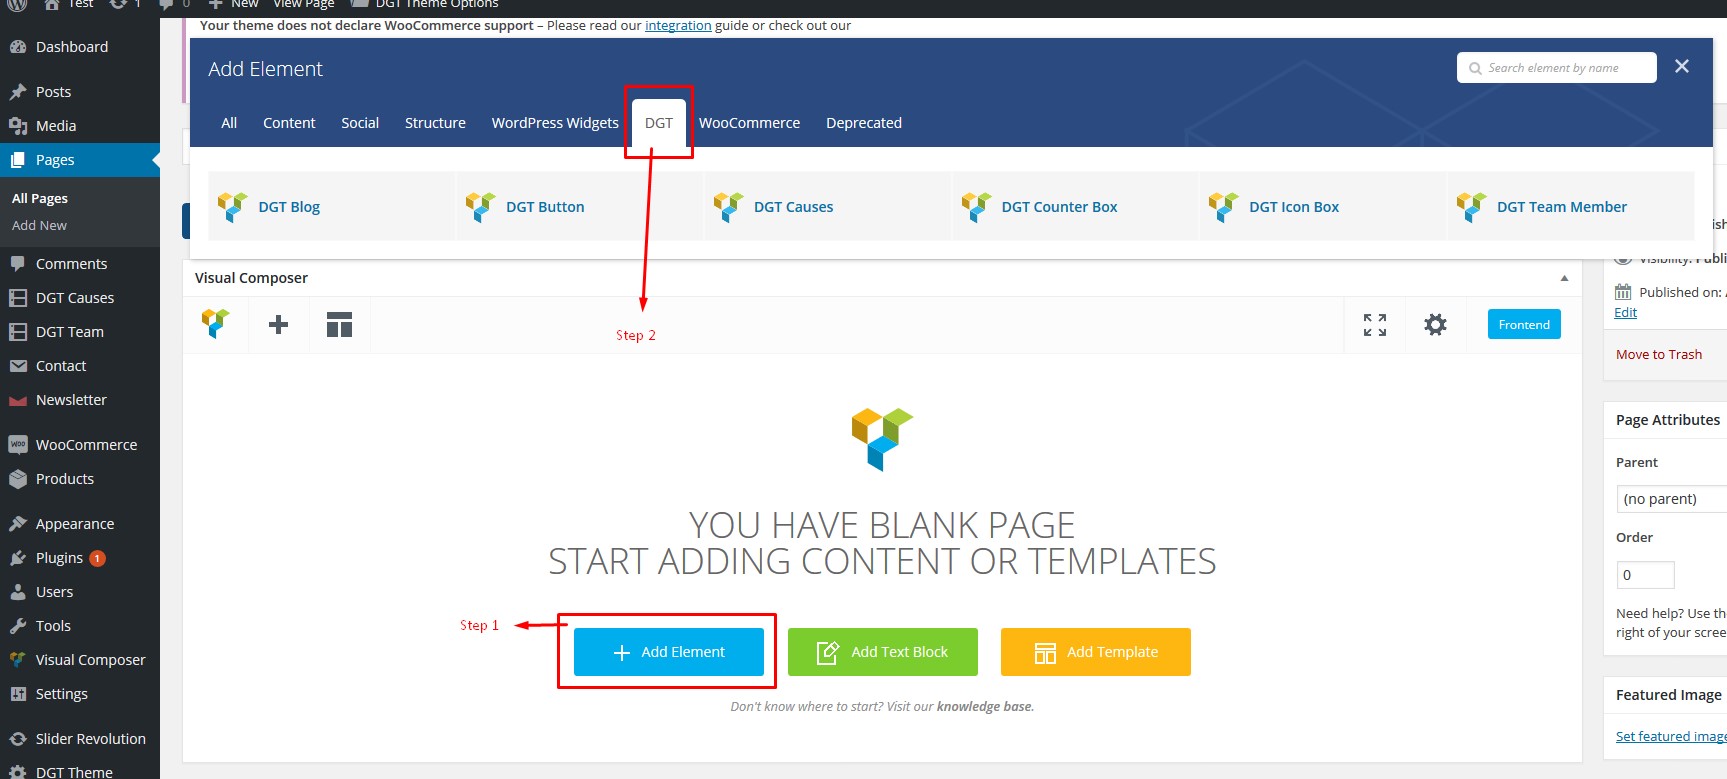 Test 1 0 New View Page DGT Theme Options
Your theme does not declare WooCommerce support – Please read our integration guide or check out our
Add Element
Search element by name
All Content Social Structure WordPress Widgets DGT WooCommerce Deprecated
DGT Blog DGT Button DGT Causes DGT Counter Box DGT Icon Box DGT Team Member
Dashboard
Posts
Media
Pages
All Pages
Add New
Comments
DGT Causes
DGT Team
Contact
Newsletter
WooCommerce
Products
Appearance
Plugins 1
Users
Tools
Visual Composer
Settings
Slider Revolution
DGT Theme
Visual Composer
Step 2
Frontend
YOU HAVE BLANK PAGE
START ADDING CONTENT OR TEMPLATES
Step 1
Add Element Add Text Block Add Template
Don't know where to start? Visit our knowledge base.
Visibility: Publi
Published on:
Edit
Move to Trash
Page Attributes
Parent
(no parent)
Order
0
Need help? Use th
right of your scree
Featured Image
Set featured image